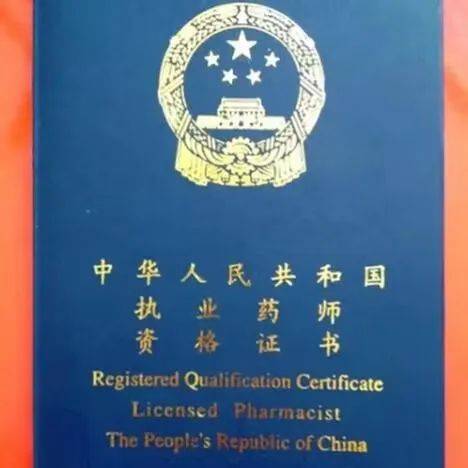 中华人民共和国
执业药师
资格证书
Registered Qualification Certificate
Licensed Pharmacist
The People's Republic of China